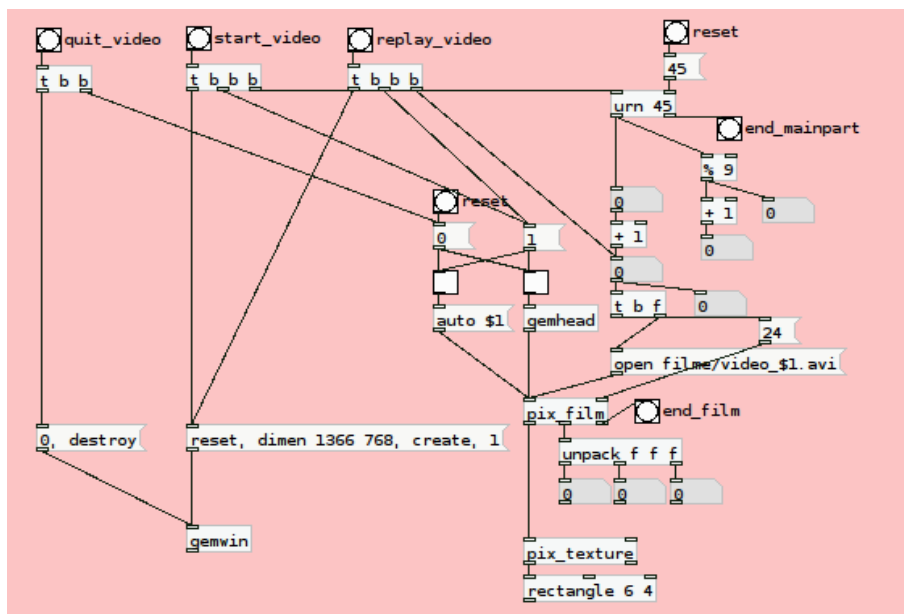 quit_video
start_video
replay_video
reset
t b b
t b b b
t b b b
45
urn 45
end_mainpart
% 9
reset
0
+ 1
0
0
1
+ 1
0
0
t b f
0
auto $1
gemhead
24
open filme/video_$1.avi
pix_film
end_film
0, destroy
reset, dimen 1366 768, create, 1
unpack f f f
0
0
0
gemwin
pix_texture
rectangle 6 4